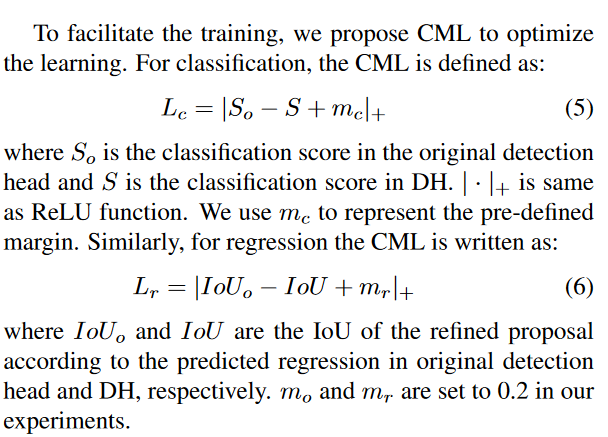 To facilitate the training, we propose CML to optimize
the learning. For classification, the CML is defined as:
L_c = |S_o − S + m_c|_+ (5)
where S_o is the classification score in the original detection
head and S is the classification score in DH. | · |_+ is same
as ReLU function. We use m_c to represent the pre-defined
margin. Similarly, for regression the CML is written as:
L_r = |IoU_o − IoU + m_r|_+ (6)
where IoU_o and IoU are the IoU of the refined proposal
according to the predicted regression in original detection
head and DH, respectively. m_o and m_r are set to 0.2 in our
experiments.